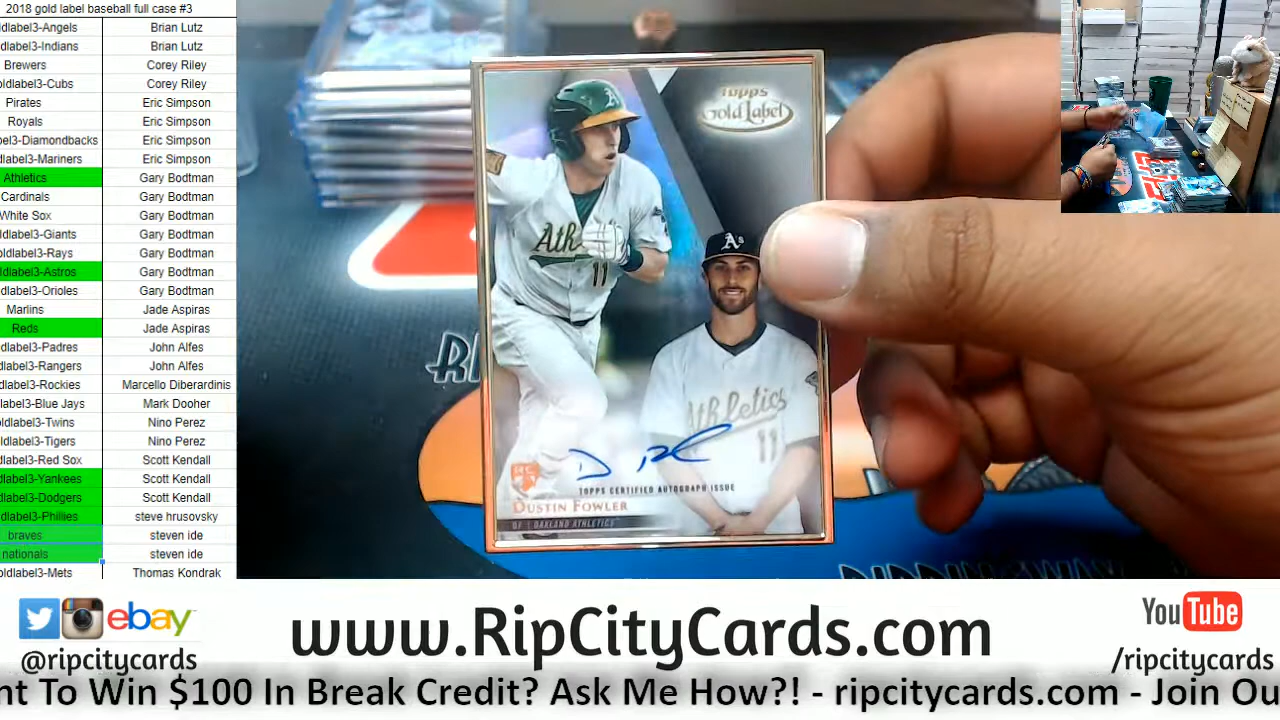 2018 gold label baseball full case #3
ldlabel3-Angels Brian Lutz
ldlabel3-Indians Brian Lutz
Brewers Corey Riley
oldlabel3-Cubs Corey Riley
Pirates Eric Simpson
Royals Eric Simpson
bel3-Diamondbacks Eric Simpson
dlabel3-Mariners Eric Simpson
Athletics Gary Bodtman
Cardinals Gary Bodtman
White Sox Gary Bodtman
oldlabel3-Giants Gary Bodtman
oldlabel3-Rays Gary Bodtman
ldlabel3-Astros Gary Bodtman
dlabel3-Orioles Gary Bodtman
Marlins Jade Aspiras
Reds Jade Aspiras
dlabel3-Padres John Alfes
dlabel3-Rangers John Alfes
dlabel3-Rockies Marcello Diberardinis
label3-Blue Jays Mark Dooher
oldlabel3-Twins Nino Perez
ldlabel3-Tigers Nino Perez
dlabel3-Red Sox Scott Kendall
dlabel3-Yankees Scott Kendall
dlabel3-Dodgers Scott Kendall
dlabel3-Phillies steve hrusovsky
braves steven ide
nationals steven ide
oldlabel3-Mets Thomas Kondrak
Topps
Gold Label
A's
Ath
11
A's
Athletics
11
TOPPS CERTIFIED AUTOGRAPH ISSUE
RC
DUSTIN FOWLER
OF | OAKLAND ATHLETICS
ebay
@ripcitycards
www.RipCityCards.com
YouTube
/ripcitycards
nt To Win $100 In Break Credit? Ask Me How?! - ripcitycards.com - Join Ou